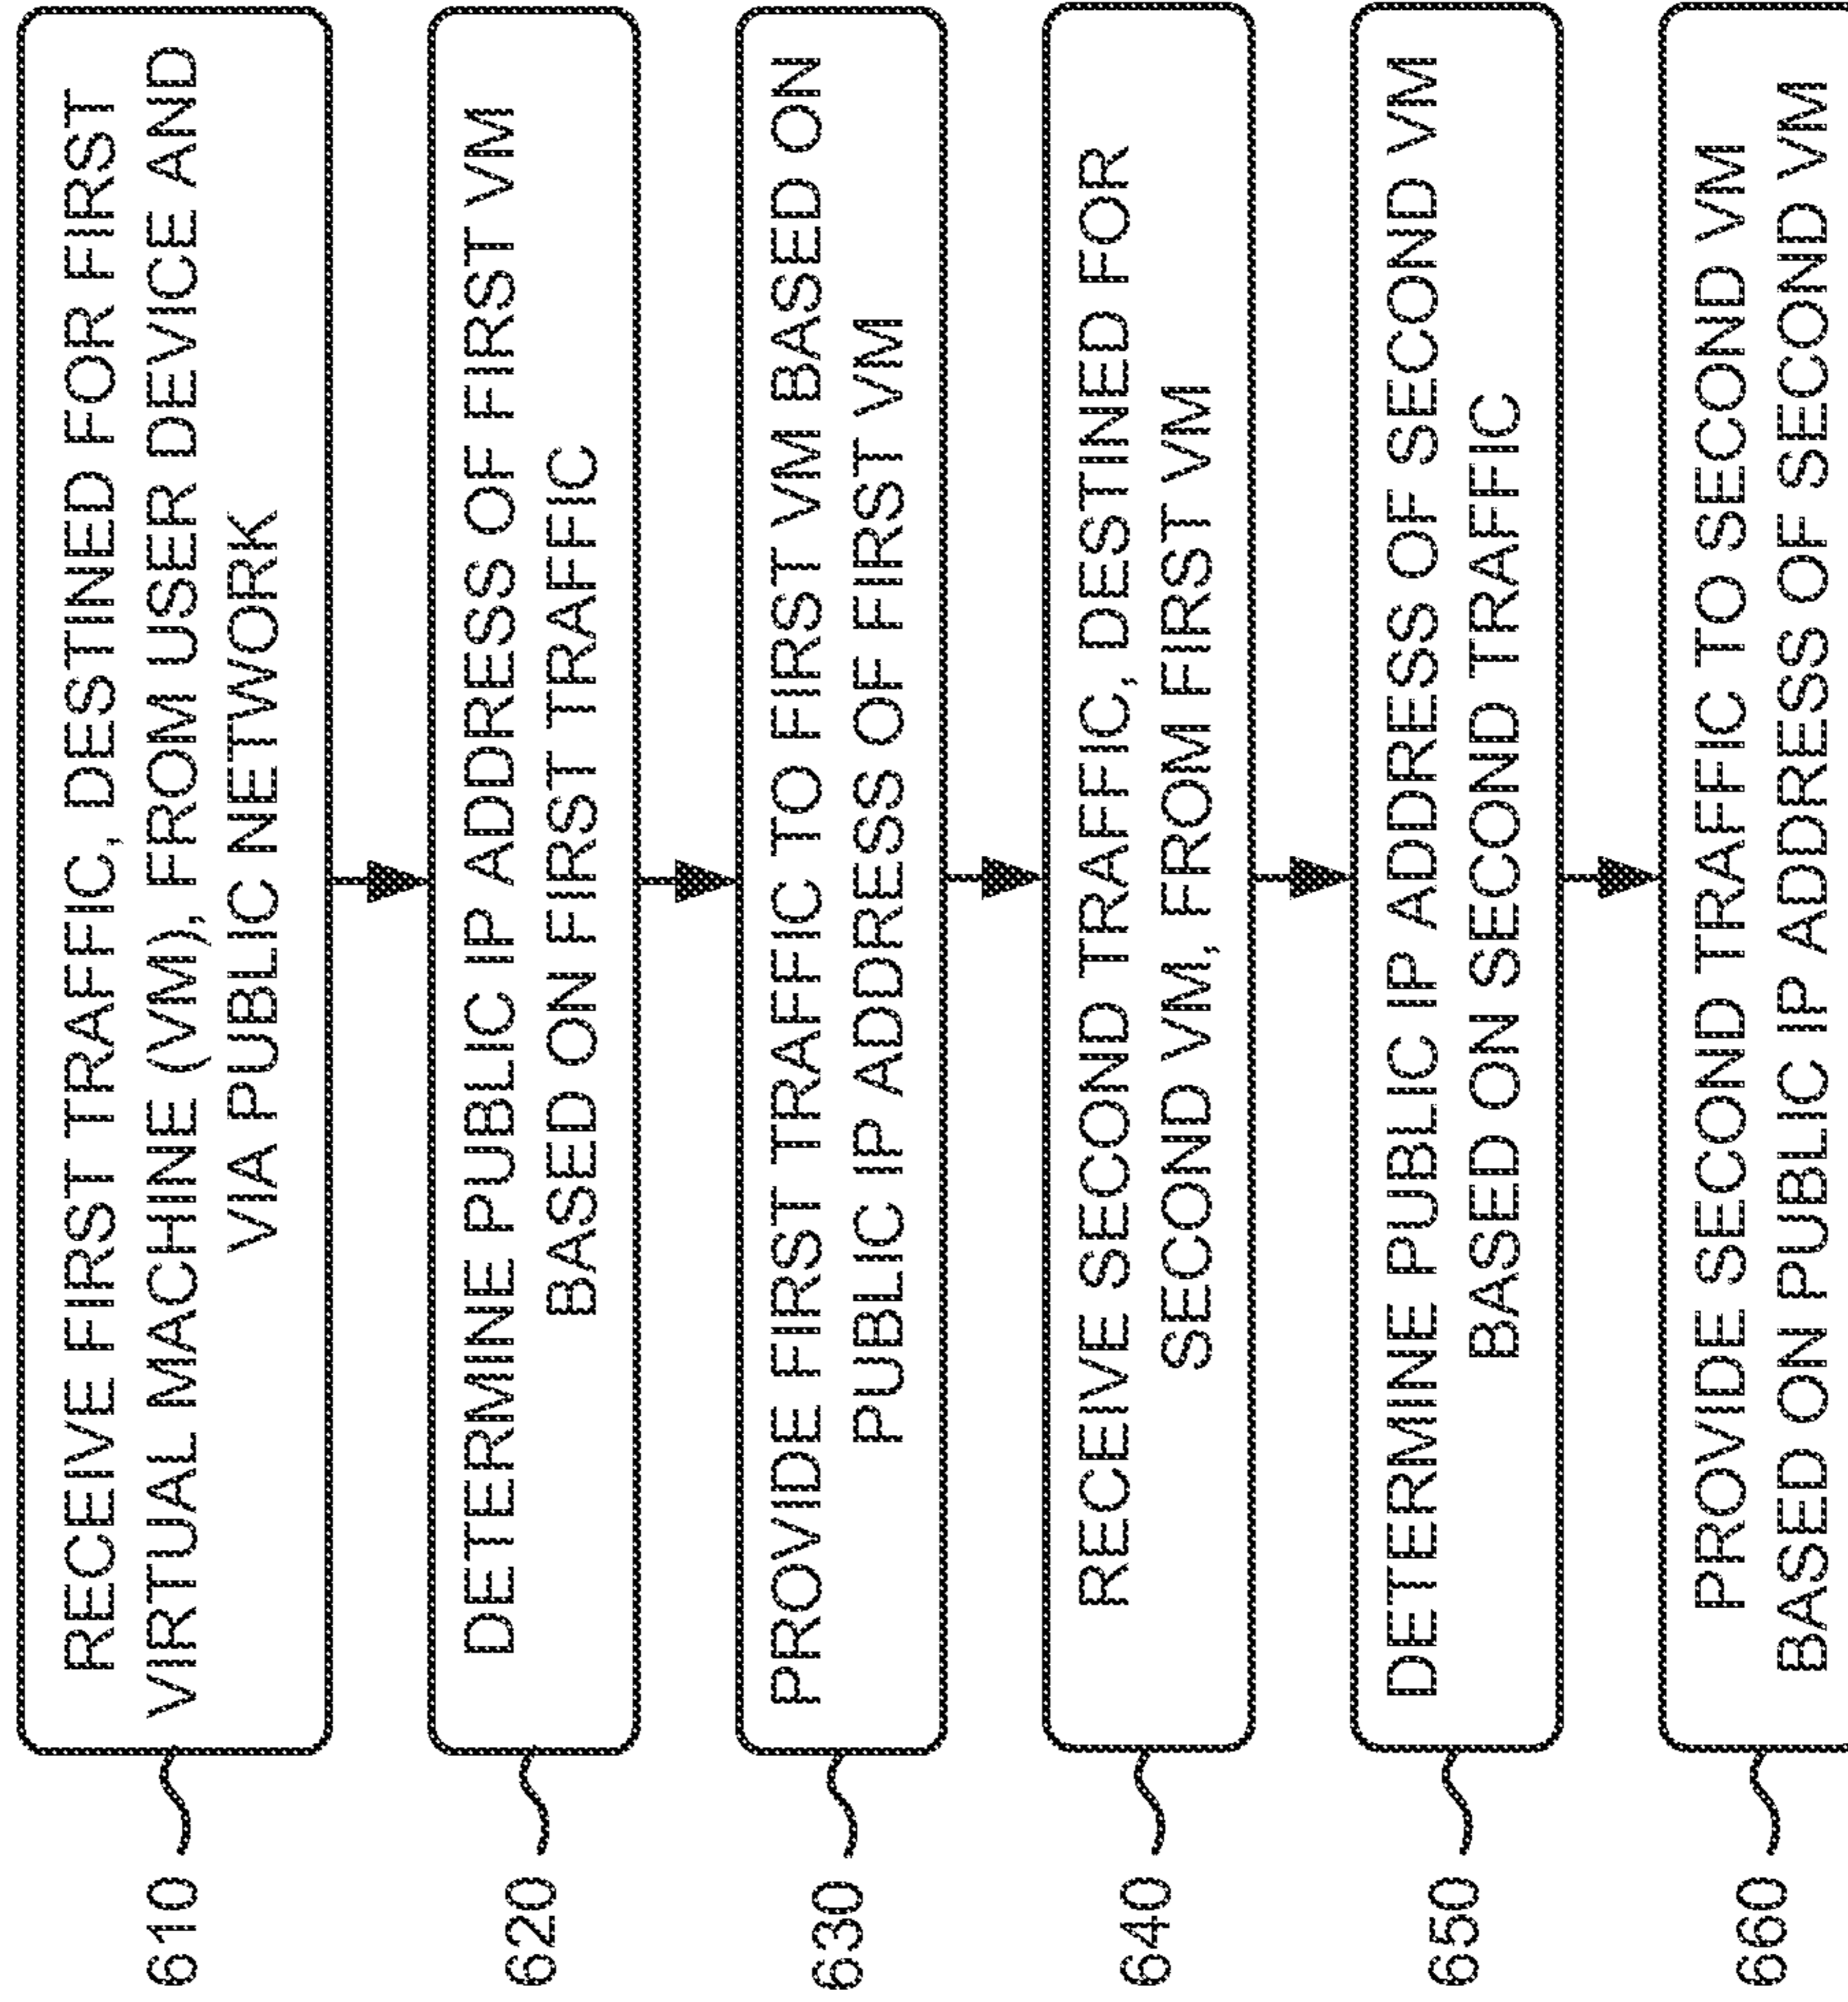 610
RECEIVE FIRST TRAFFIC, DESTINED FOR FIRST
VIRTUAL MACHINE (VM), FROM USER DEVICE AND
VIA PUBLIC NETWORK
620
DETERMINE PUBLIC IP ADDRESS OF FIRST VM
BASED ON FIRST TRAFFIC
630
PROVIDE FIRST TRAFFIC TO FIRST VM BASED ON
PUBLIC IP ADDRESS OF FIRST VM
640
RECEIVE SECOND TRAFFIC, DESTINED FOR
SECOND VM, FROM FIRST VM
650
DETERMINE PUBLIC IP ADDRESS OF SECOND VM
BASED ON SECOND TRAFFIC
660
PROVIDE SECOND TRAFFIC TO SECOND VM
BASED ON PUBLIC IP ADDRESS OF SECOND VM